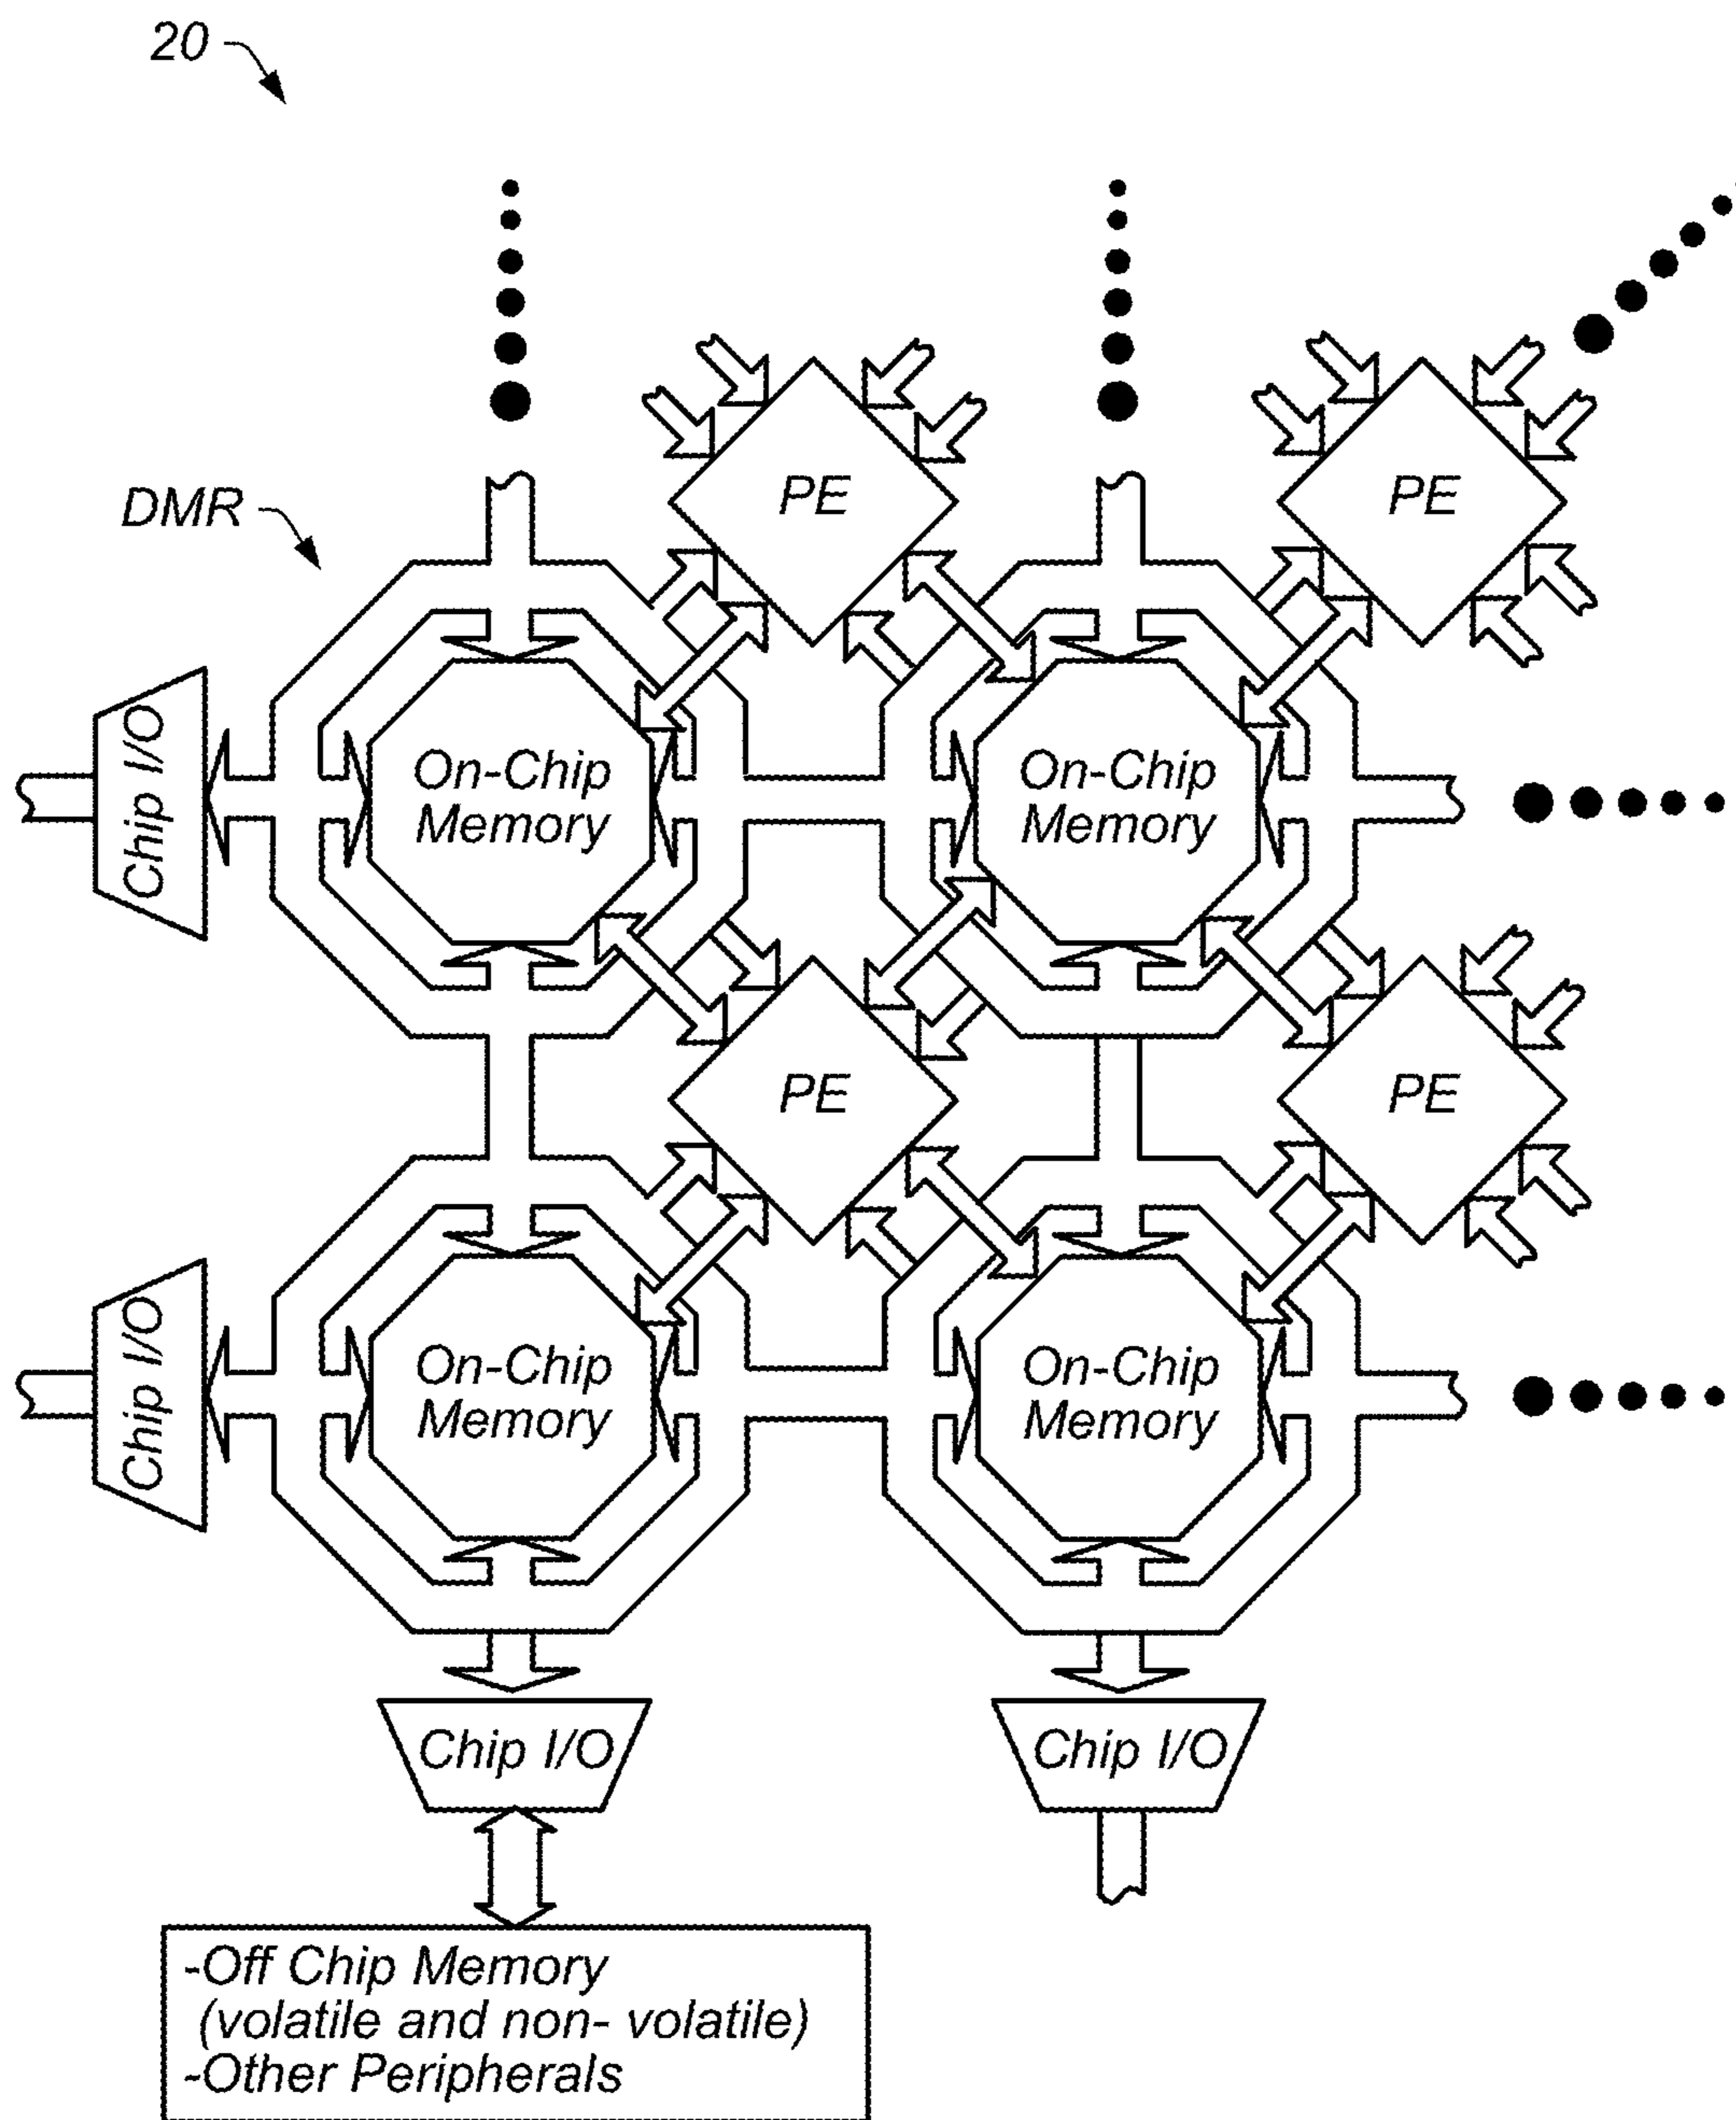 20
DMR
PE
PE
Chip I/O
On-Chip
Memory
On-Chip
Memory
PE
PE
Chip I/O
On-Chip
Memory
On-Chip
Memory
Chip I/O
Chip I/O
-Off Chip Memory
(volatile and non- volatile)
-Other Peripherals